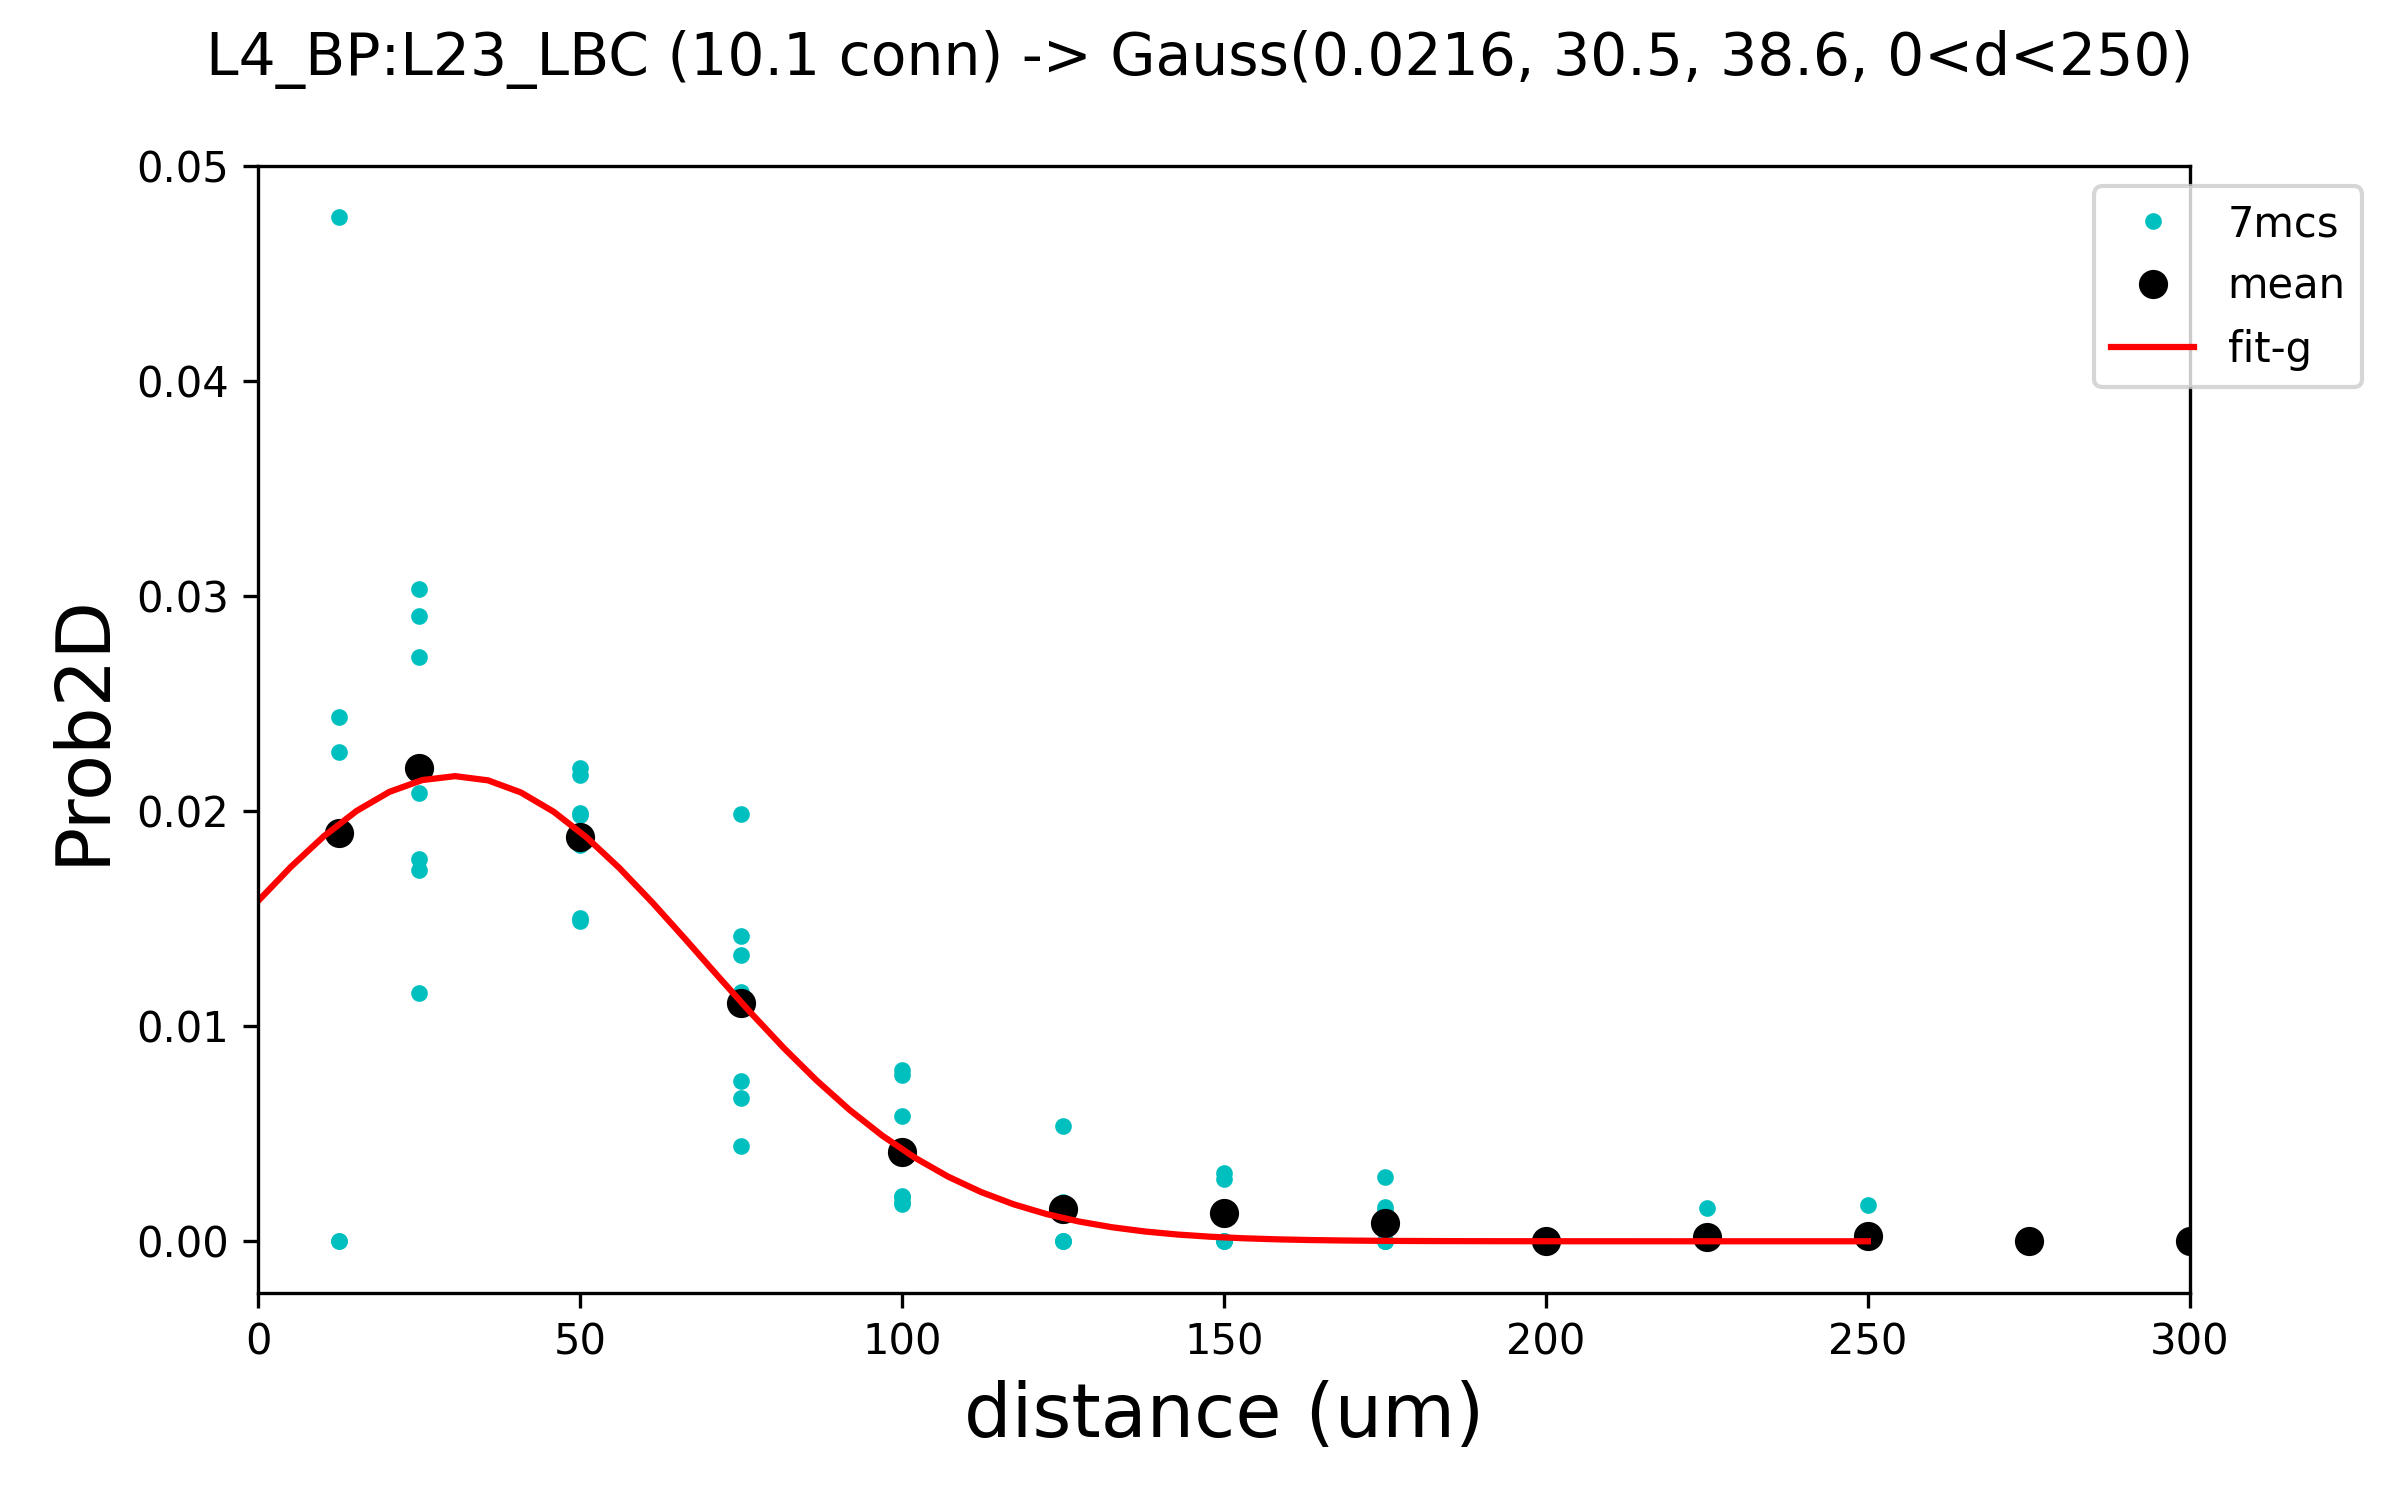 L4_BP:L23_LBC (10.1 conn) -> Gauss(0.0216, 30.5, 38.6, 0<d<250)
0.05
0.04
0.03
0.02
0.01
0.00
Prob2D
0 50 100 150 200 250 300
distance (um)
7mcs
mean
fit-g